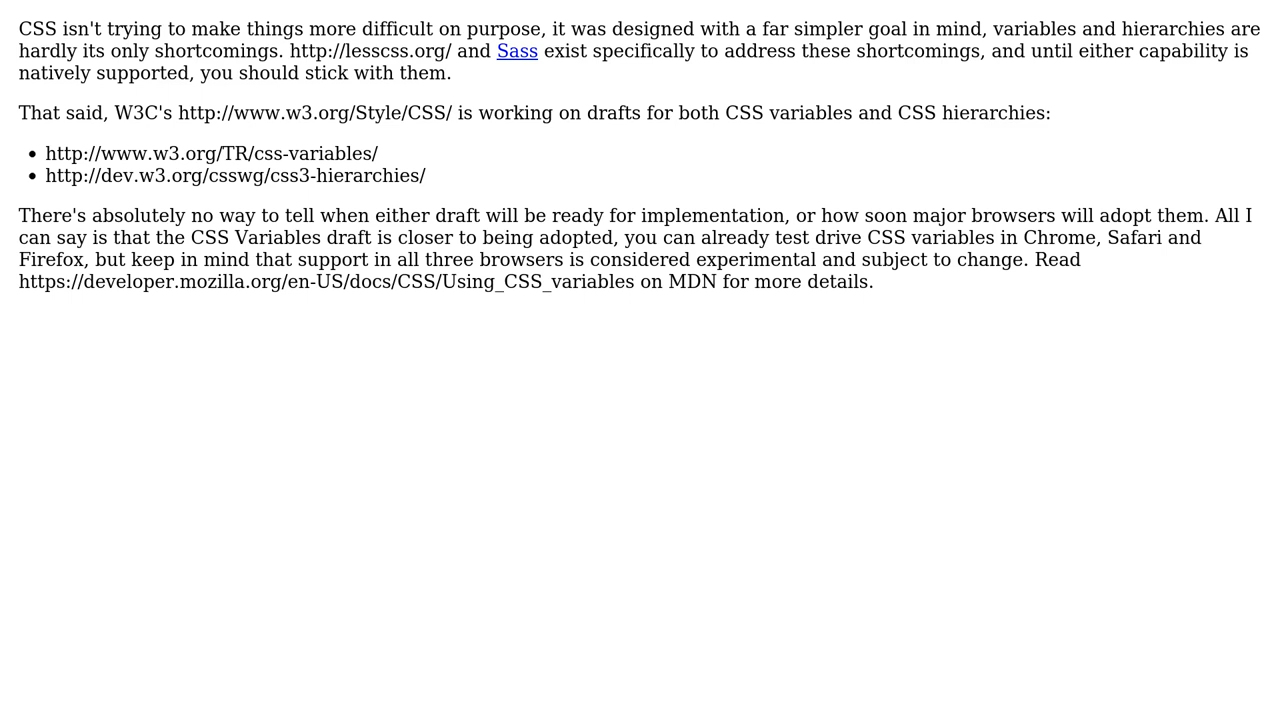 CSS isn't trying to make things more difficult on purpose, it was designed with a far simpler goal in mind, variables and hierarchies are
hardly its only shortcomings. http://lesscss.org/ and Sass exist specifically to address these shortcomings, and until either capability is
natively supported, you should stick with them.
That said, W3C's http://www.w3.org/Style/CSS/ is working on drafts for both CSS variables and CSS hierarchies:
• http://www.w3.org/TR/css-variables/
• http://dev.w3.org/csswg/css3-hierarchies/
There's absolutely no way to tell when either draft will be ready for implementation, or how soon major browsers will adopt them. All I
can say is that the CSS Variables draft is closer to being adopted, you can already test drive CSS variables in Chrome, Safari and
Firefox, but keep in mind that support in all three browsers is considered experimental and subject to change. Read
https://developer.mozilla.org/en-US/docs/CSS/Using_CSS_variables on MDN for more details.